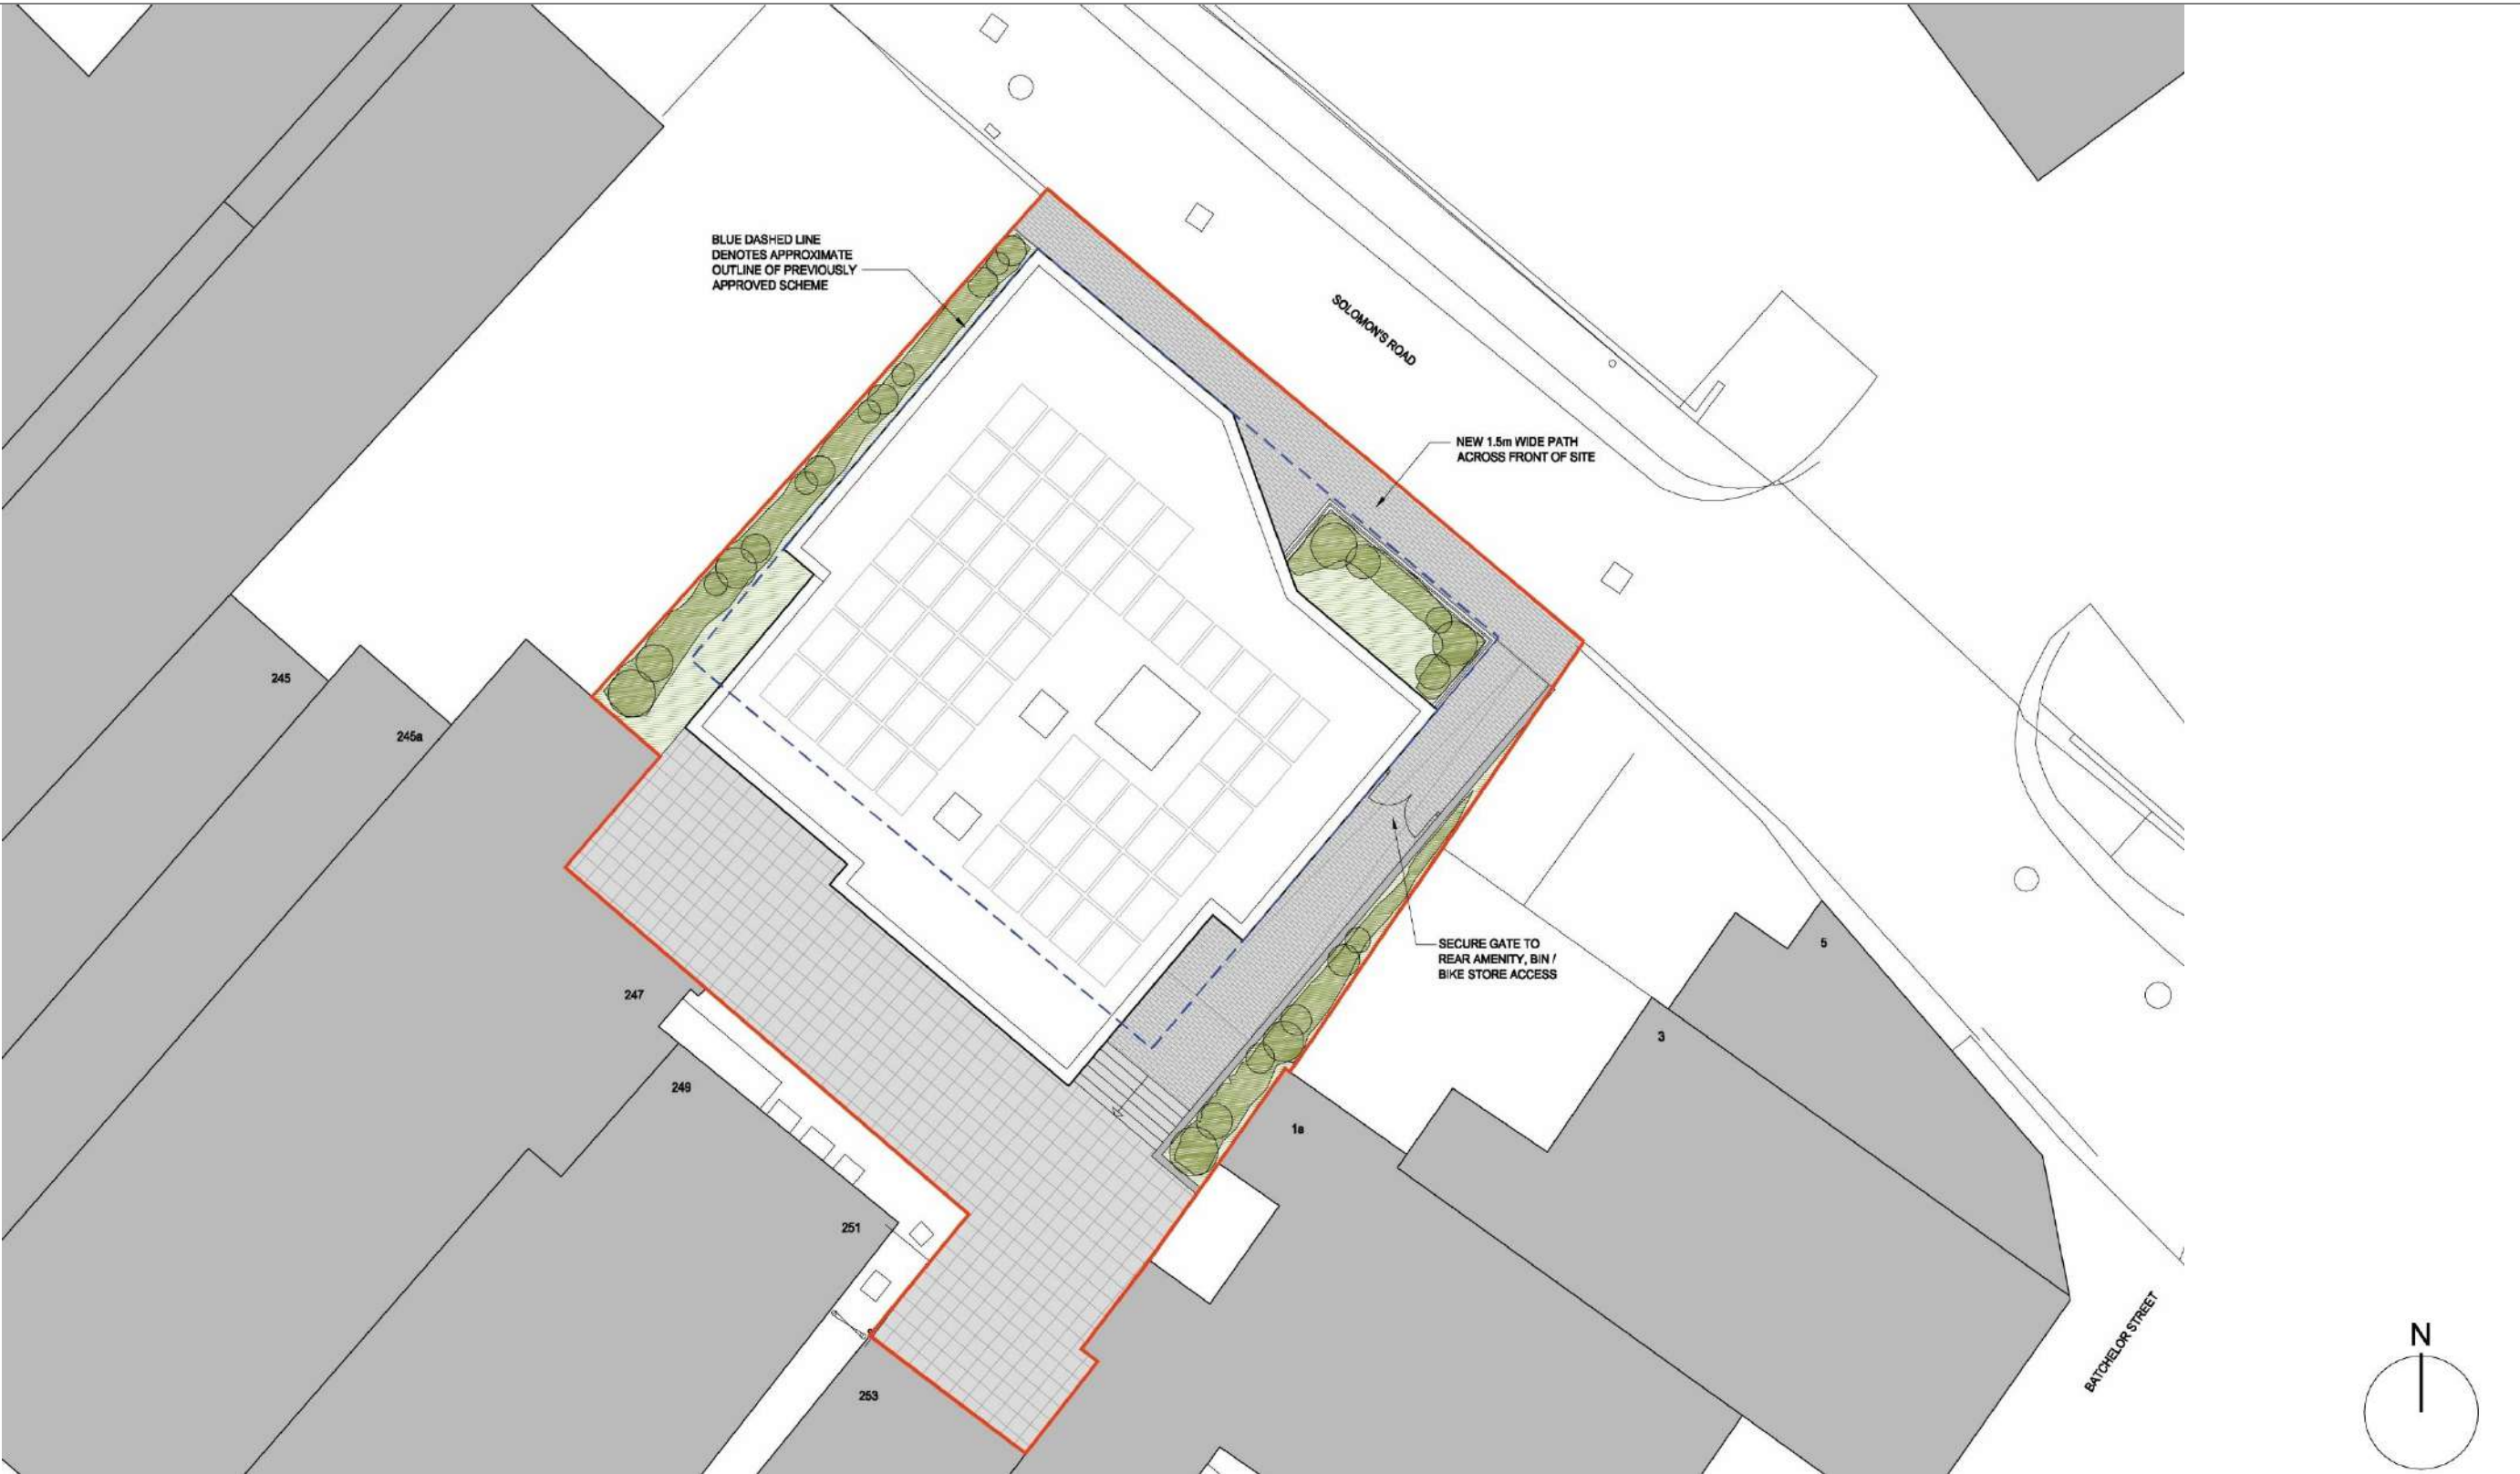 BLUE DASHED LINE
DENOTES APPROXIMATE
OUTLINE OF PREVIOUSLY
APPROVED SCHEME
SOLOMON'S ROAD
NEW 1.5m WIDE PATH
ACROSS FRONT OF SITE
245
245a
SECURE GATE TO
REAR AMENITY, BIN /
BIKE STORE ACCESS
5
247
3
249
1a
251
253
BATCHELOR STREET
N